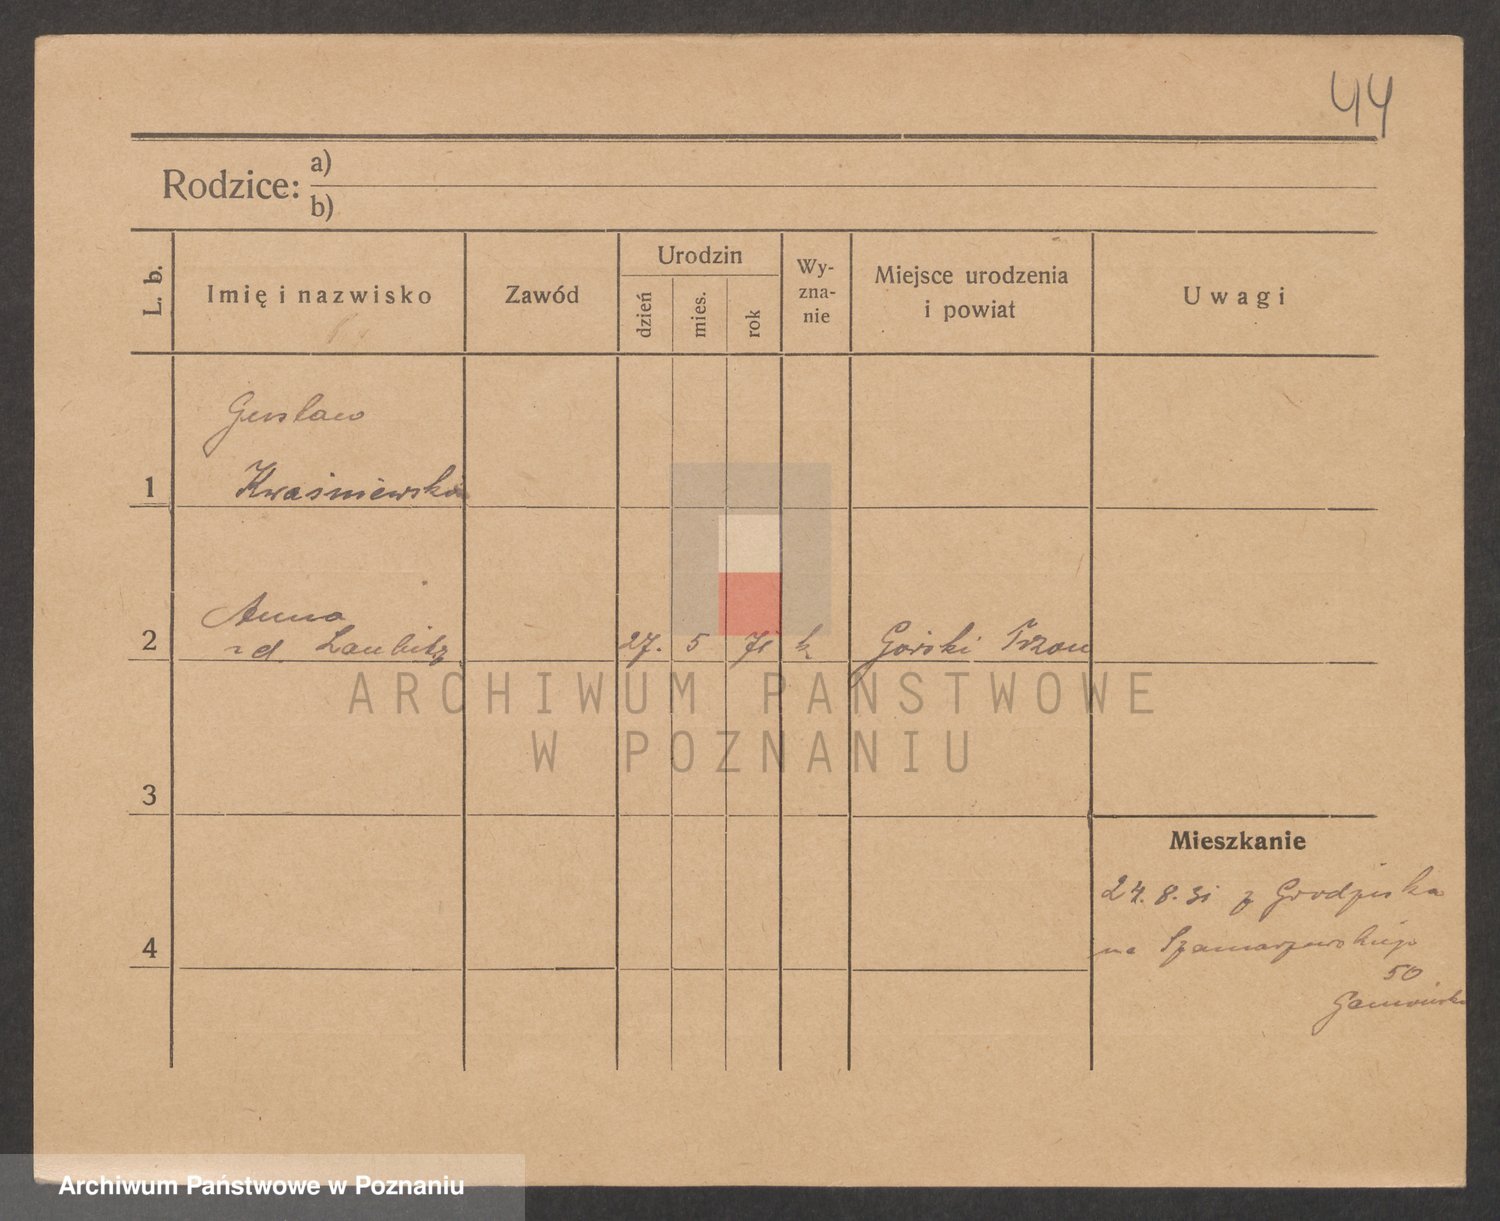 44
Rodzice: a)
b)
L. b.
Imię i nazwisko
Zawód
Urodzin
dzień
mies.
rok
Wy-
zna-
nie
Miejsce urodzenia
i powiat
Uwagi
Gustaw
1 Kwaśniewski
Anna
2 zd. Laubitz 27. 5 71 k Górski Trzon
3
4
Mieszkanie
24.8.31 z Grodziska
na Szamarzewskiego
50
ARCHIWUM PAŃSTWOWE
W POZNANIU
Archiwum Państwowe w Poznaniu